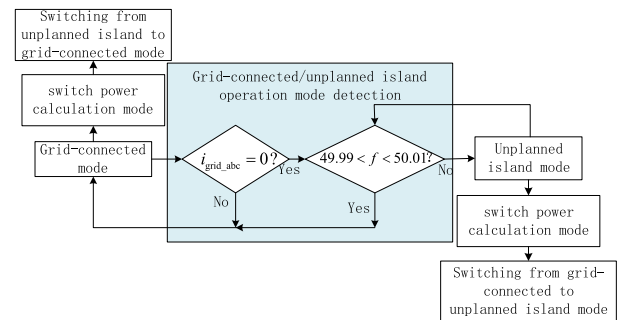 Switching from
unplanned island to
grid-connected mode
switch power
calculation mode
Grid-connected
mode
Grid-connected/unplanned island
operation mode detection
i_grid_abc = 0?
Yes
No
49.99 < f < 50.01?
No
Yes
Unplanned
island mode
switch power
calculation mode
Switching from grid-
connected to
unplanned island mode